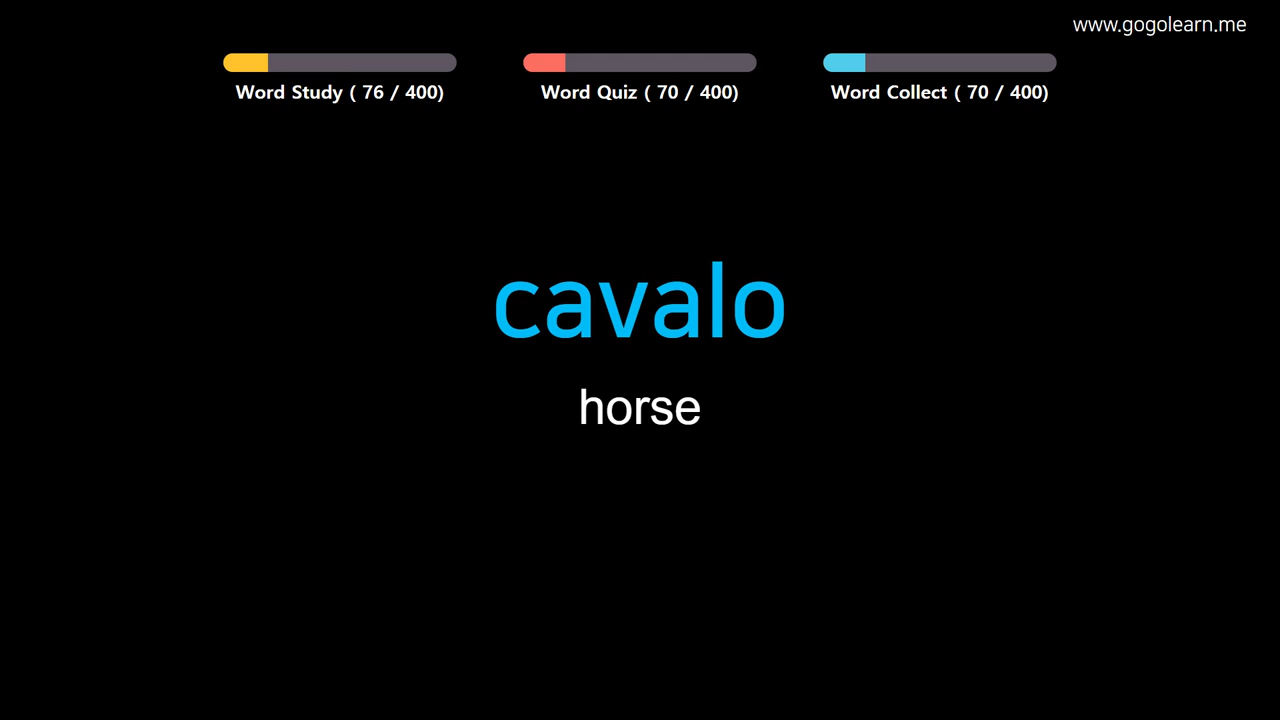 www.gogolearn.me
Word Study ( 76 / 400)
Word Quiz ( 70 / 400)
Word Collect ( 70 / 400)
cavalo
horse